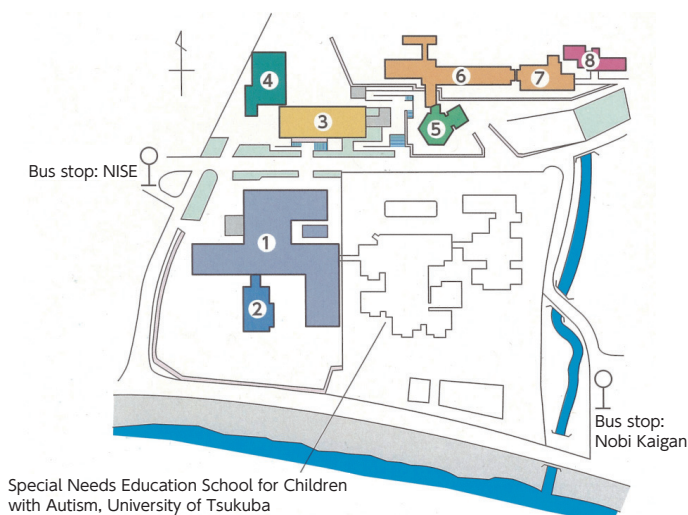 8
4
6
7
3
5
Bus stop: NISE
1
2
Bus stop:
Nobi Kaigan
Special Needs Education School for Children
with Autism, University of Tsukuba